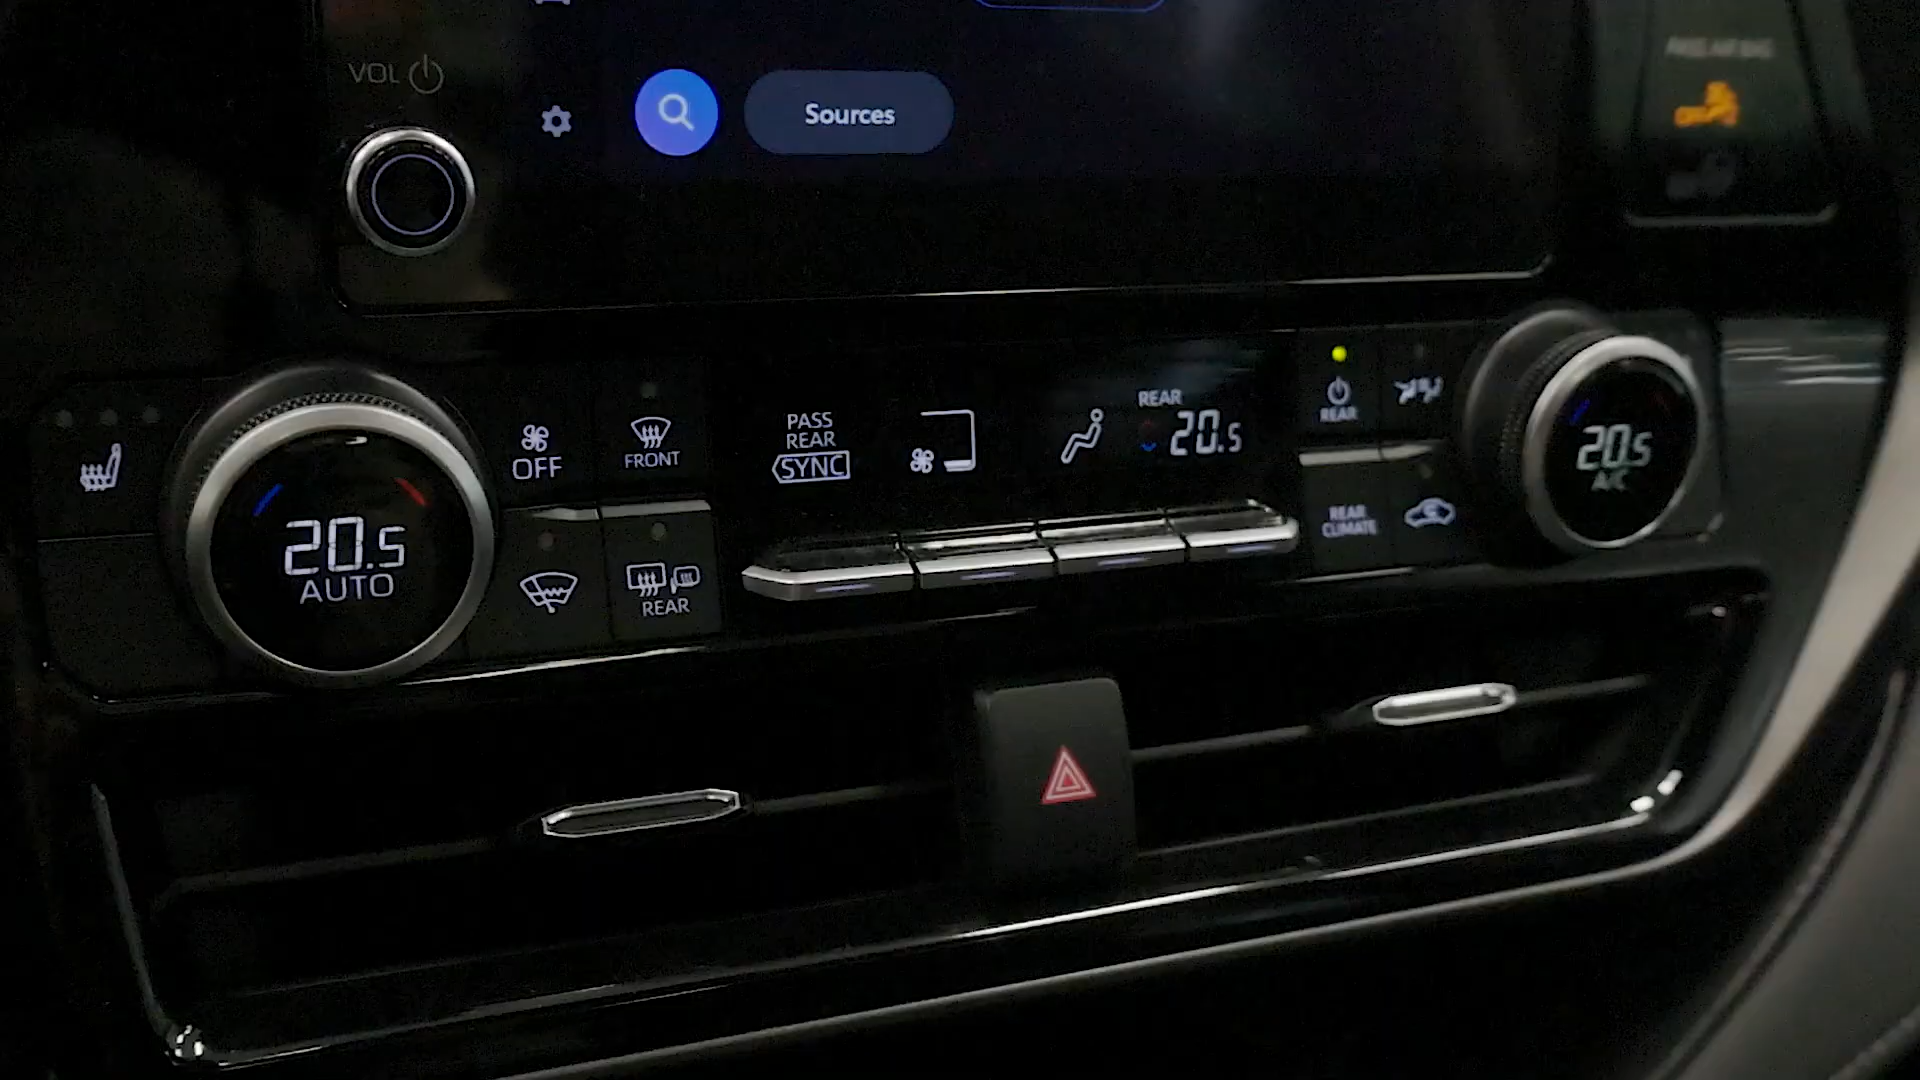 VOL
Sources
20.5
AUTO
OFF
FRONT
REAR
PASS
REAR
SYNC
REAR
20.5
REAR
REAR
CLIMATE
20.5
A/C